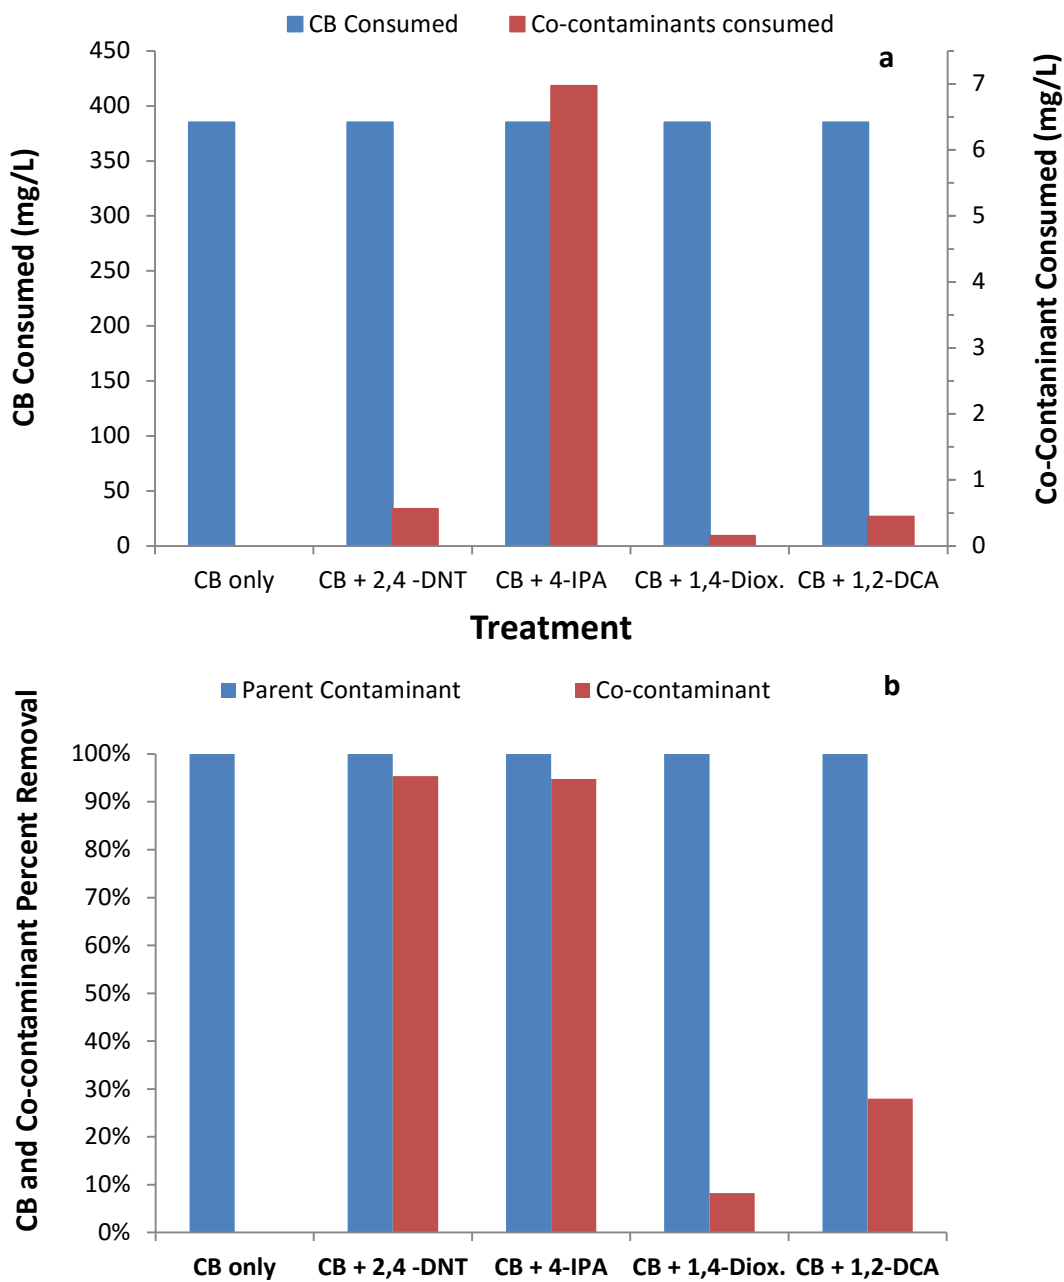 CB Consumed
Co-contaminants consumed
a
450
400
350
300
250
200
150
100
50
0
CB Consumed (mg/L)
7
6
5
4
3
2
1
0
Co-Contaninant Consumed (mg/L)
CB only
CB + 2,4 -DNT
CB + 4-IPA
CB + 1,4-Diox.
CB + 1,2-DCA
Treatment
Parent Contaminant
Co-contaminant
b
100%
90%
80%
70%
60%
50%
40%
30%
20%
10%
0%
CB and Co-contaminant Percent Removal
CB only
CB + 2,4 -DNT
CB + 4-IPA
CB + 1,4-Diox.
CB + 1,2-DCA